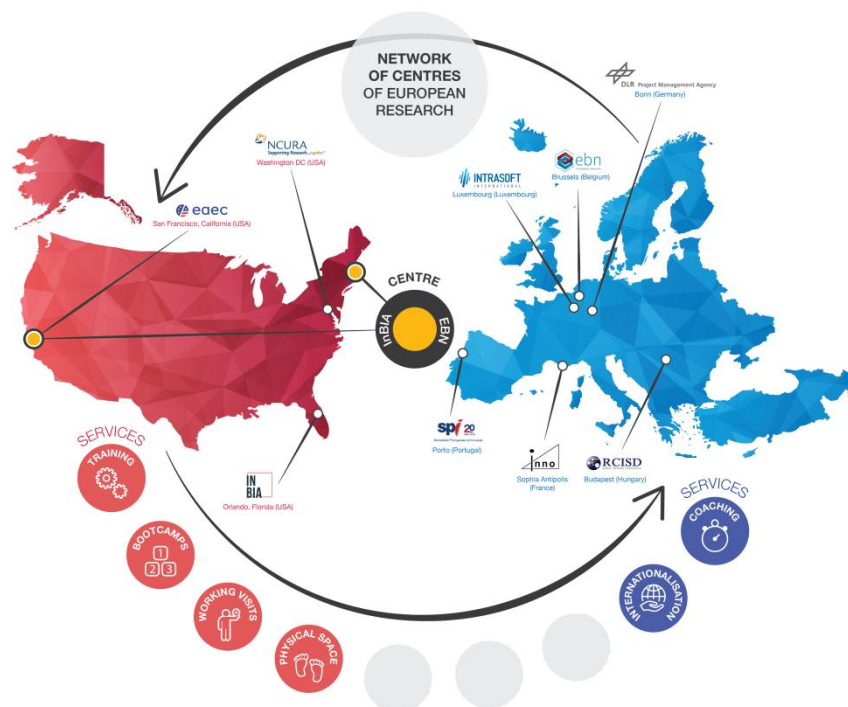 NETWORK
OF CENTRES
OF EUROPEAN
RESEARCH
DLR Project Management Agency
Bonn (Germany)
NCURA
Supporting Research...together
Washington DC (USA)
ebn
Brussels (Belgium)
INTRASOFT
INTERNATIONAL
Luxembourg (Luxembourg)
eaec
San Francisco, California (USA)
CENTRE
InBIA
EBN
spi
20
Porto (Portugal)
inno
Sophia Antipolis
(France)
RCISD
Budapest (Hungary)
IN
BIA
Orlando, Florida (USA)
SERVICES
TRAINING
BOOTCAMPS
1
2 3
WORKING VISITS
PHYSICAL SPACE
SERVICES
COACHING
INTERNATIONALISATION